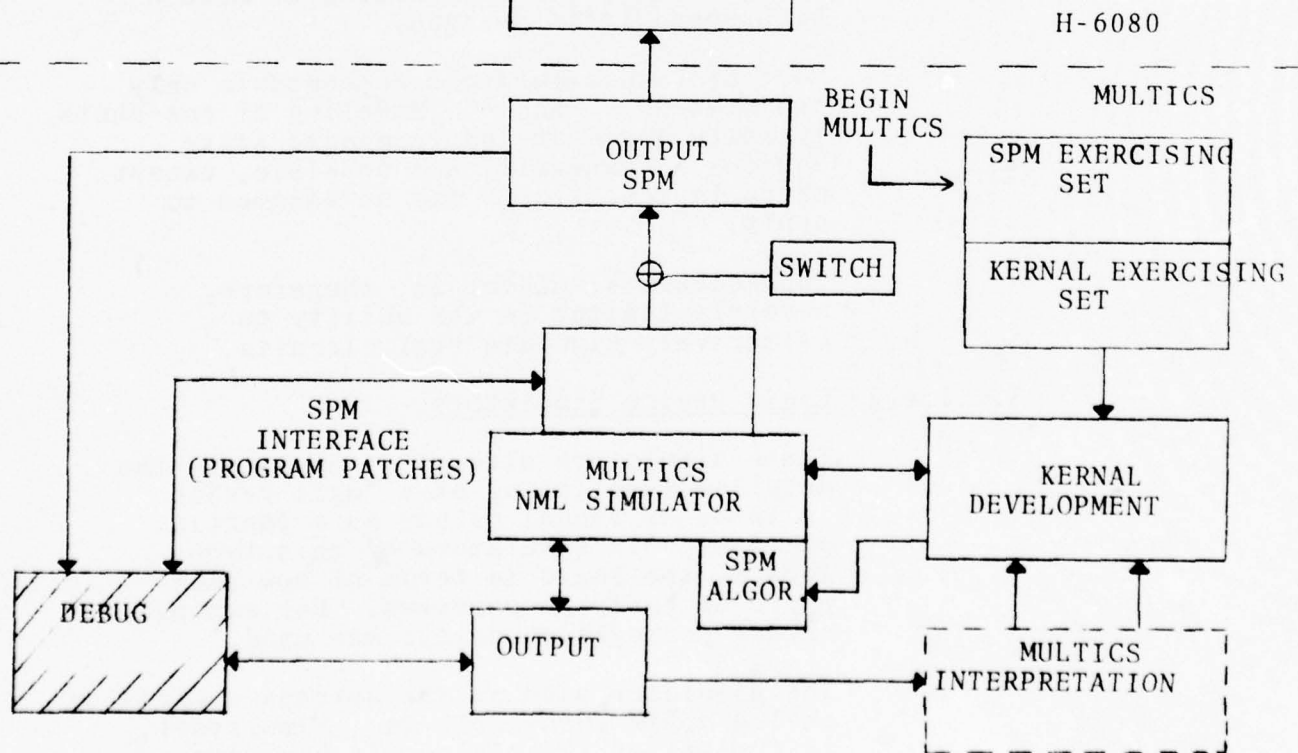 H-6080
MULTICS
BEGIN
MULTICS
OUTPUT
SPM
SPM EXERCISING
SET
SWITCH
KERNAL EXERCISING
SET
SPM
INTERFACE
(PROGRAM PATCHES)
MULTICS
NML SIMULATOR
KERNAL
DEVELOPMENT
SPM
ALGOR
DEBUG
OUTPUT
MULTICS
INTERPRETATION